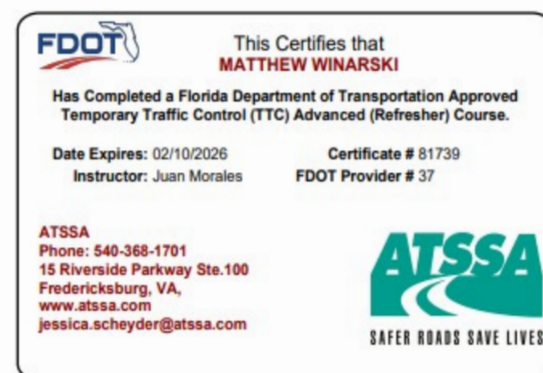 FDOT
This Certifies that
MATTHEW WINARSKI
Has Completed a Florida Department of Transportation Approved
Temporary Traffic Control (TTC) Advanced (Refresher) Course.
Date Expires: 02/10/2026 Certificate # 81739
Instructor: Juan Morales FDOT Provider # 37
ATSSA
Phone: 540-368-1701
15 Riverside Parkway Ste.100
Fredericksburg, VA,
www.atssa.com
jessica.scheyder@atssa.com
ATSSA
SAFER ROADS SAVE LIVES